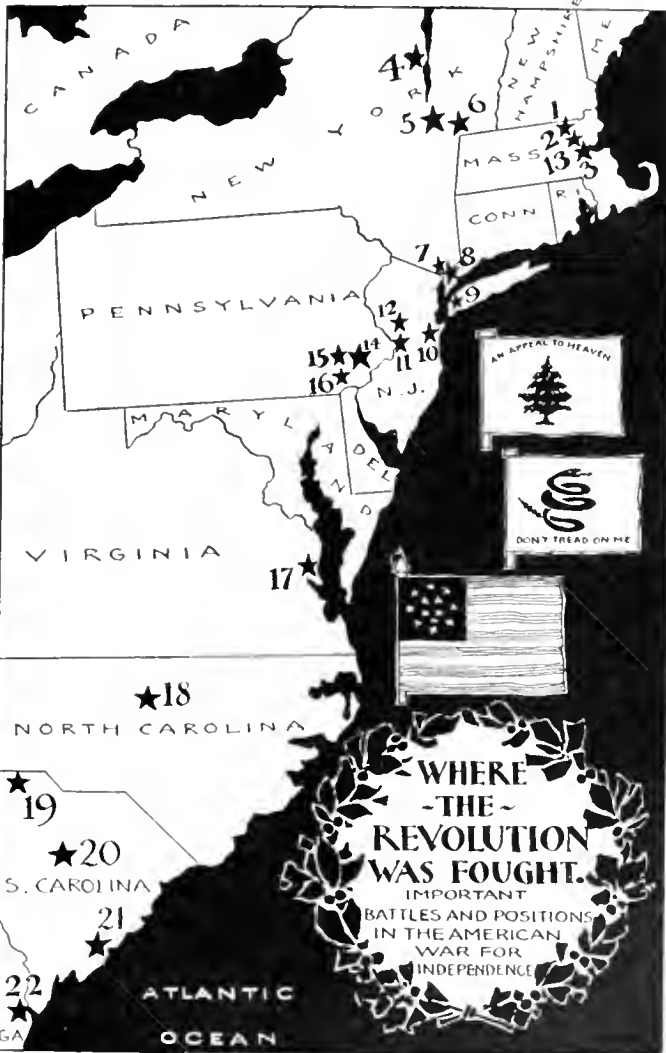 CANADA
NEW HAMPSHIRE
ME
4
NEW YORK
5
6
1
2
13
3
MASS
CONN
R.I.
7
8
9
PENNSYLVANIA
12
15
14
11
10
16
N.J.
MARYLAND
DEL
AN APPEAL TO HEAVEN
DON'T TREAD ON ME
VIRGINIA
17
18
NORTH CAROLINA
19
20
S. CAROLINA
21
22
GA
WHERE
~THE~
REVOLUTION
WAS FOUGHT.
IMPORTANT
BATTLES AND POSITIONS
IN THE AMERICAN
WAR FOR
INDEPENDENCE
ATLANTIC
OCEAN